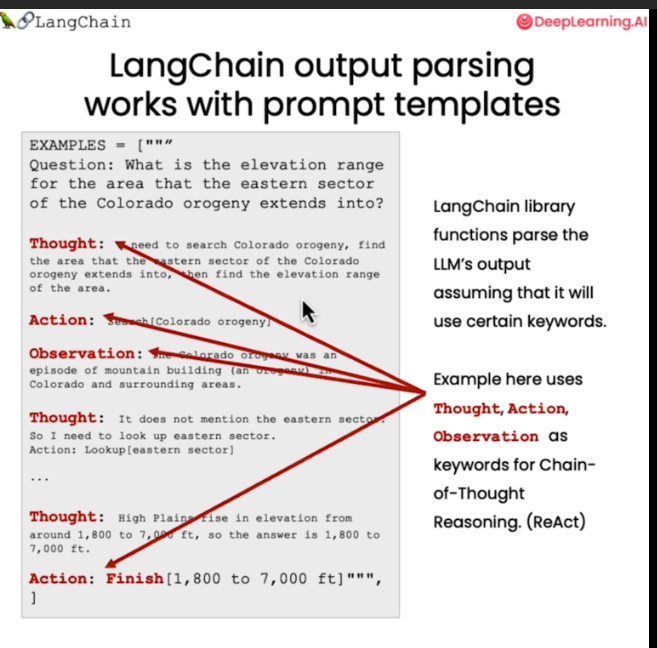 LangChain
DeepLearning.AI
LangChain output parsing
works with prompt templates
EXAMPLES = ["""
Question: What is the elevation range
for the area that the eastern sector
of the Colorado orogeny extends into?
Thought: need to search Colorado orogeny, find
the area that the eastern sector of the Colorado
orogeny extends into, then find the elevation range
of the area.
Action: Search[Colorado orogeny]
Observation: The Colorado orogeny was an
episode of mountain building (an orogeny) in
Colorado and surrounding areas.
Thought: It does not mention the eastern sector.
So I need to look up eastern sector.
Action: Lookup[eastern sector]
...
Thought: High Plains rise in elevation from
around 1,800 to 7,000 ft, so the answer is 1,800 to
7,000 ft.
Action: Finish[1,800 to 7,000 ft]""",
]
LangChain library
functions parse the
LLM's output
assuming that it will
use certain keywords.
Example here uses
Thought, Action,
Observation as
keywords for Chain-
of-Thought
Reasoning. (ReAct)